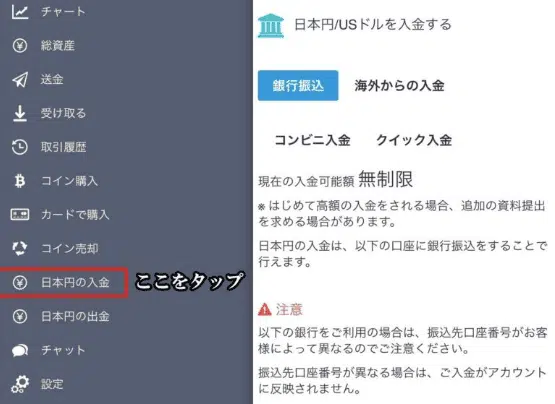 チャート
総資産
送金
受け取る
取引履歴
コイン購入
カードで購入
コイン売却
日本円の入金
ここをタップ
日本円の出金
チャット
設定
日本円/USドルを入金する
銀行振込
海外からの入金
コンビニ入金
クイック入金
現在の入金可能額 無制限
※ はじめて高額の入金をされる場合、追加の資料提出
を求める場合があります。
日本円の入金は、以下の口座に銀行振込をすることで
行えます。
注意
以下の銀行をご利用の場合は、振込先口座番号がお客
様によって異なるのでご注意ください。
振込先口座番号が異なる場合は、ご入金がアカウント
に反映されません。